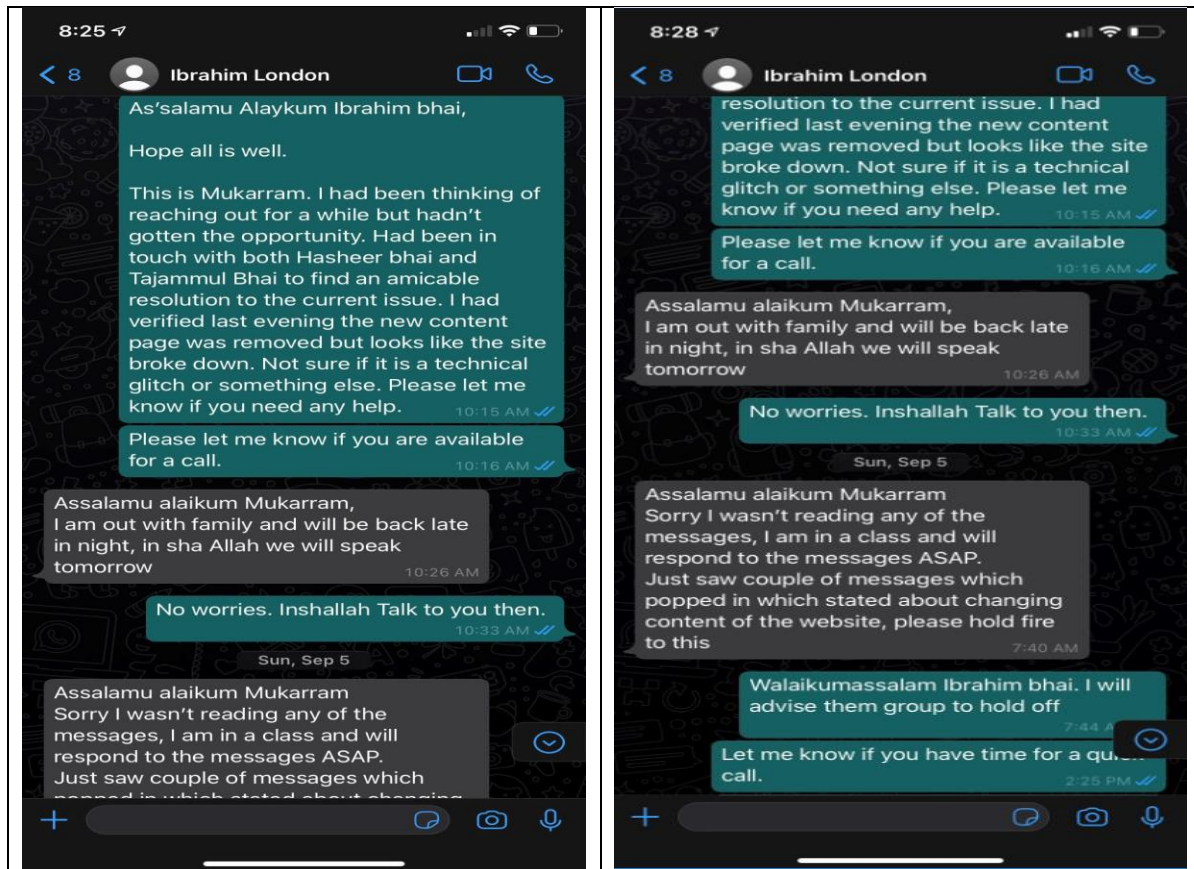 8:25
8
Ibrahim London
As'salamu Alaykum Ibrahim bhai,
Hope all is well.
This is Mukarram. I had been thinking of
reaching out for a while but hadn't
gotten the opportunity. Had been in
touch with both Hasheer bhai and
Tajammul Bhai to find an amicable
resolution to the current issue. I had
verified last evening the new content
page was removed but looks like the site
broke down. Not sure if it is a technical
glitch or something else. Please let me
know if you need any help.
10:15 AM
Please let me know if you are available
for a call.
10:16 AM
Assalamu alaikum Mukarram,
I am out with family and will be back late
in night, in sha Allah we will speak
tomorrow
10:26 AM
No worries. Inshallah Talk to you then.
10:33 AM
Sun, Sep 5
Assalamu alaikum Mukarram
Sorry I wasn't reading any of the
messages, I am in a class and will
respond to the messages ASAP.
Just saw couple of messages which
popped in which stated about changing
8:28
8
Ibrahim London
resolution to the current issue. I had
verified last evening the new content
page was removed but looks like the site
broke down. Not sure if it is a technical
glitch or something else. Please let me
know if you need any help.
10:15 AM
Please let me know if you are available
for a call.
10:16 AM
Assalamu alaikum Mukarram,
I am out with family and will be back late
in night, in sha Allah we will speak
tomorrow
10:26 AM
No worries. Inshallah Talk to you then.
10:33 AM
Sun, Sep 5
Assalamu alaikum Mukarram
Sorry I wasn't reading any of the
messages, I am in a class and will
respond to the messages ASAP.
Just saw couple of messages which
popped in which stated about changing
content of the website, please hold fire
to this
7:40 AM
Walaikumassalam Ibrahim bhai. I will
advise them group to hold off
7:44 A
Let me know if you have time for a
call.
2:25 PM